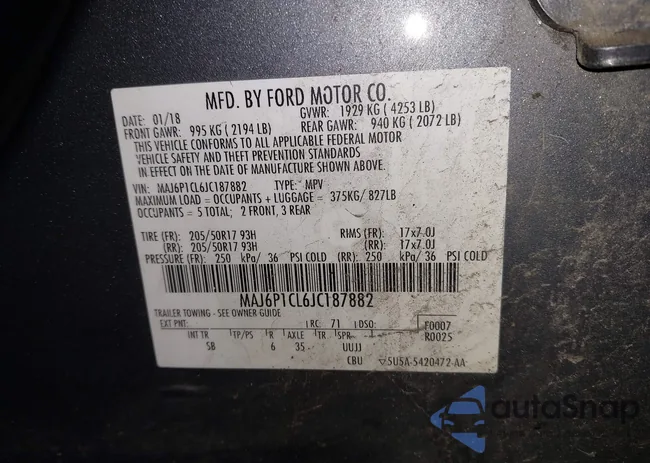 MFD. BY FORD MOTOR CO.
DATE: 01/18 GVWR: 1929 KG ( 4253 LB)
FRONT GAWR: 995 KG ( 2194 LB) REAR GAWR: 940 KG ( 2072 LB)
THIS VEHICLE CONFORMS TO ALL APPLICABLE FEDERAL MOTOR
VEHICLE SAFETY AND THEFT PREVENTION STANDARDS
IN EFFECT ON THE DATE OF MANUFACTURE SHOWN ABOVE.
VIN: MAJ6P1CL6JC187882 TYPE: MPV
MAXIMUM LOAD = OCCUPANTS + LUGGAGE = 375KG/ 827LB
OCCUPANTS = 5 TOTAL; 2 FRONT, 3 REAR
TIRE (FR): 205/50R17 93H RIMS (FR): 17x7.0J
(RR): 205/50R17 93H (RR): 17x7.0J
PRESSURE (FR): 250 kPa/ 36 PSI COLD (RR): 250 kPa/ 36 PSI COLD
MAJ6P1CL6JC187882
TRAILER TOWING - SEE OWNER GUIDE
EXT PNT: RC: 71 DSO: F0007
INT TR TP/PS R AXLE TR SPR R0025
5B 6 35 UUJJ
CBU 5U5A-5420472-AA
autoSnap